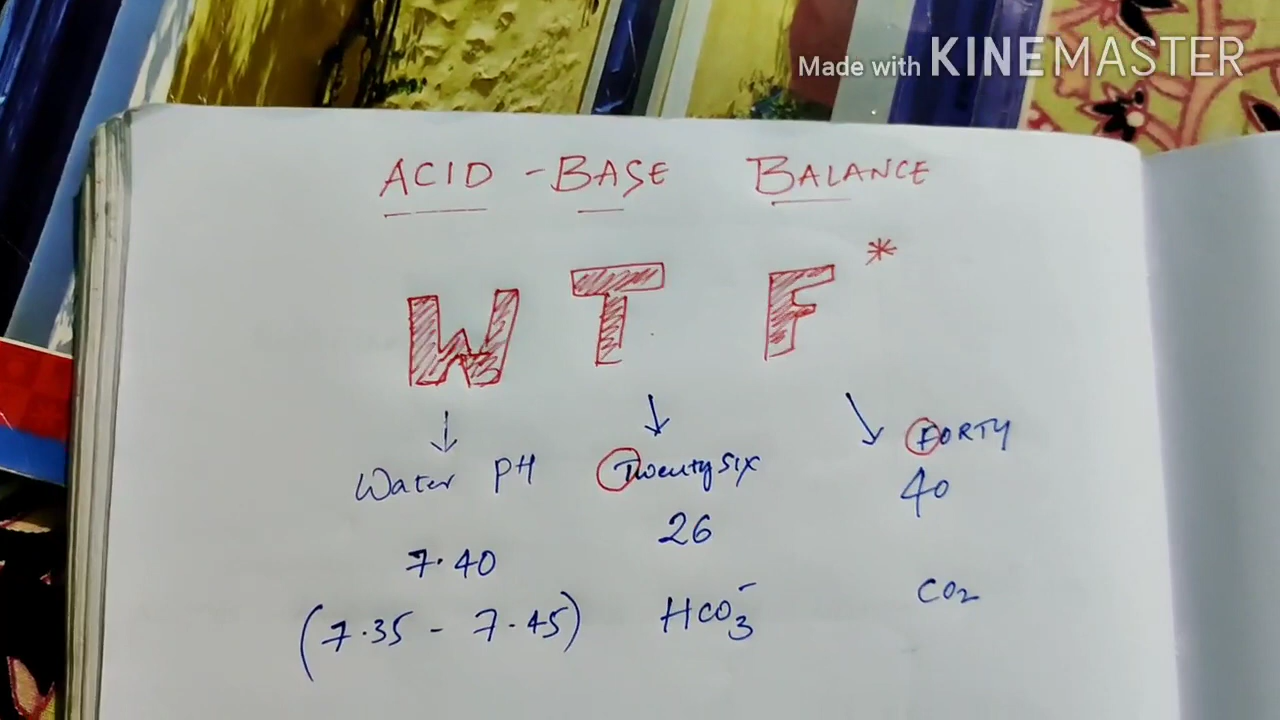 Made with KINEMASTER
ACID - BASE BALANCE
W T F *
Water PH
7.40
(7.35 - 7.45)
Twenty six
26
HCO3-
FORTY
40
CO2